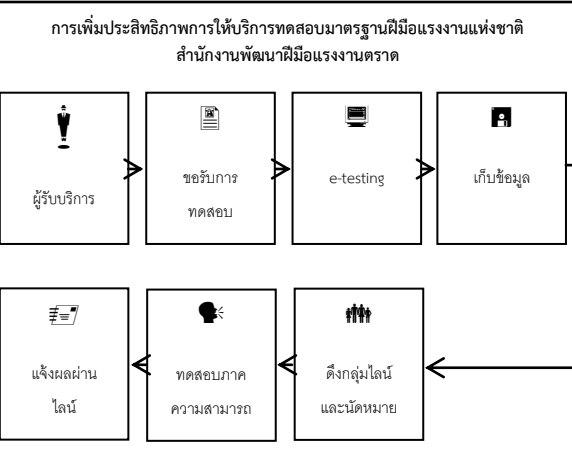 การเพิ่มประสิทธิภาพการให้บริการทดสอบมาตรฐานฝีมือแรงงานแห่งชาติ
สำนักงานพัฒนาฝีมือแรงงานตราด
ผู้รับบริการ
ขอรับการ
ทดสอบ
e-testing
เก็บข้อมูล
ดึงกลุ่มไลน์
และนัดหมาย
ทดสอบภาค
ความสามารถ
แจ้งผลผ่าน
ไลน์